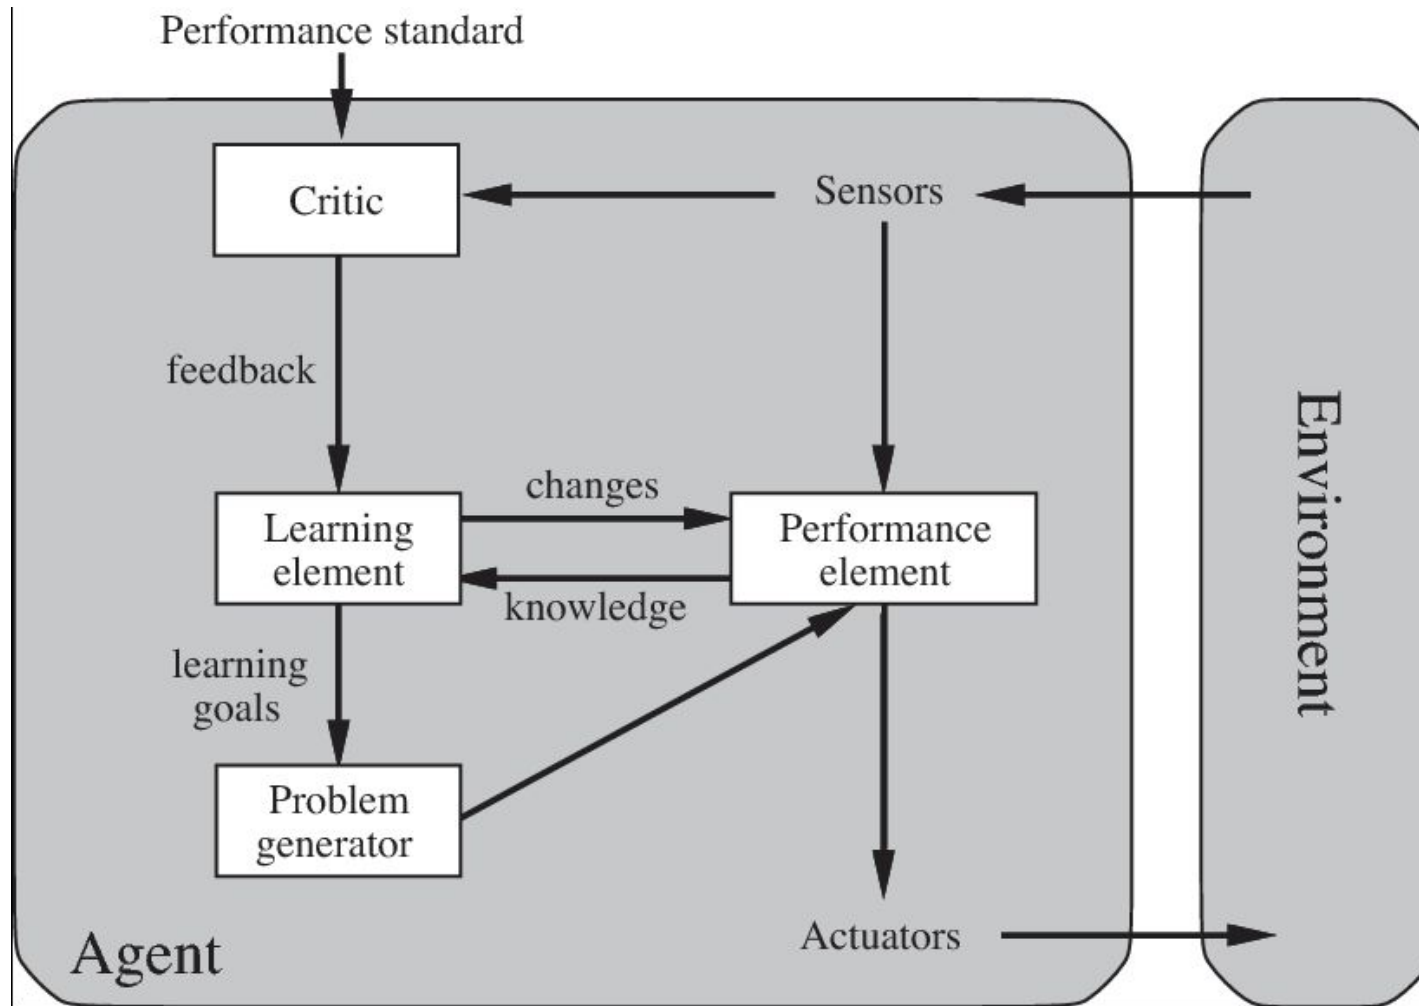 Performance standard
Critic
Sensors
feedback
changes
Learning
element
Performance
element
knowledge
learning
goals
Problem
generator
Agent
Actuators
Environment